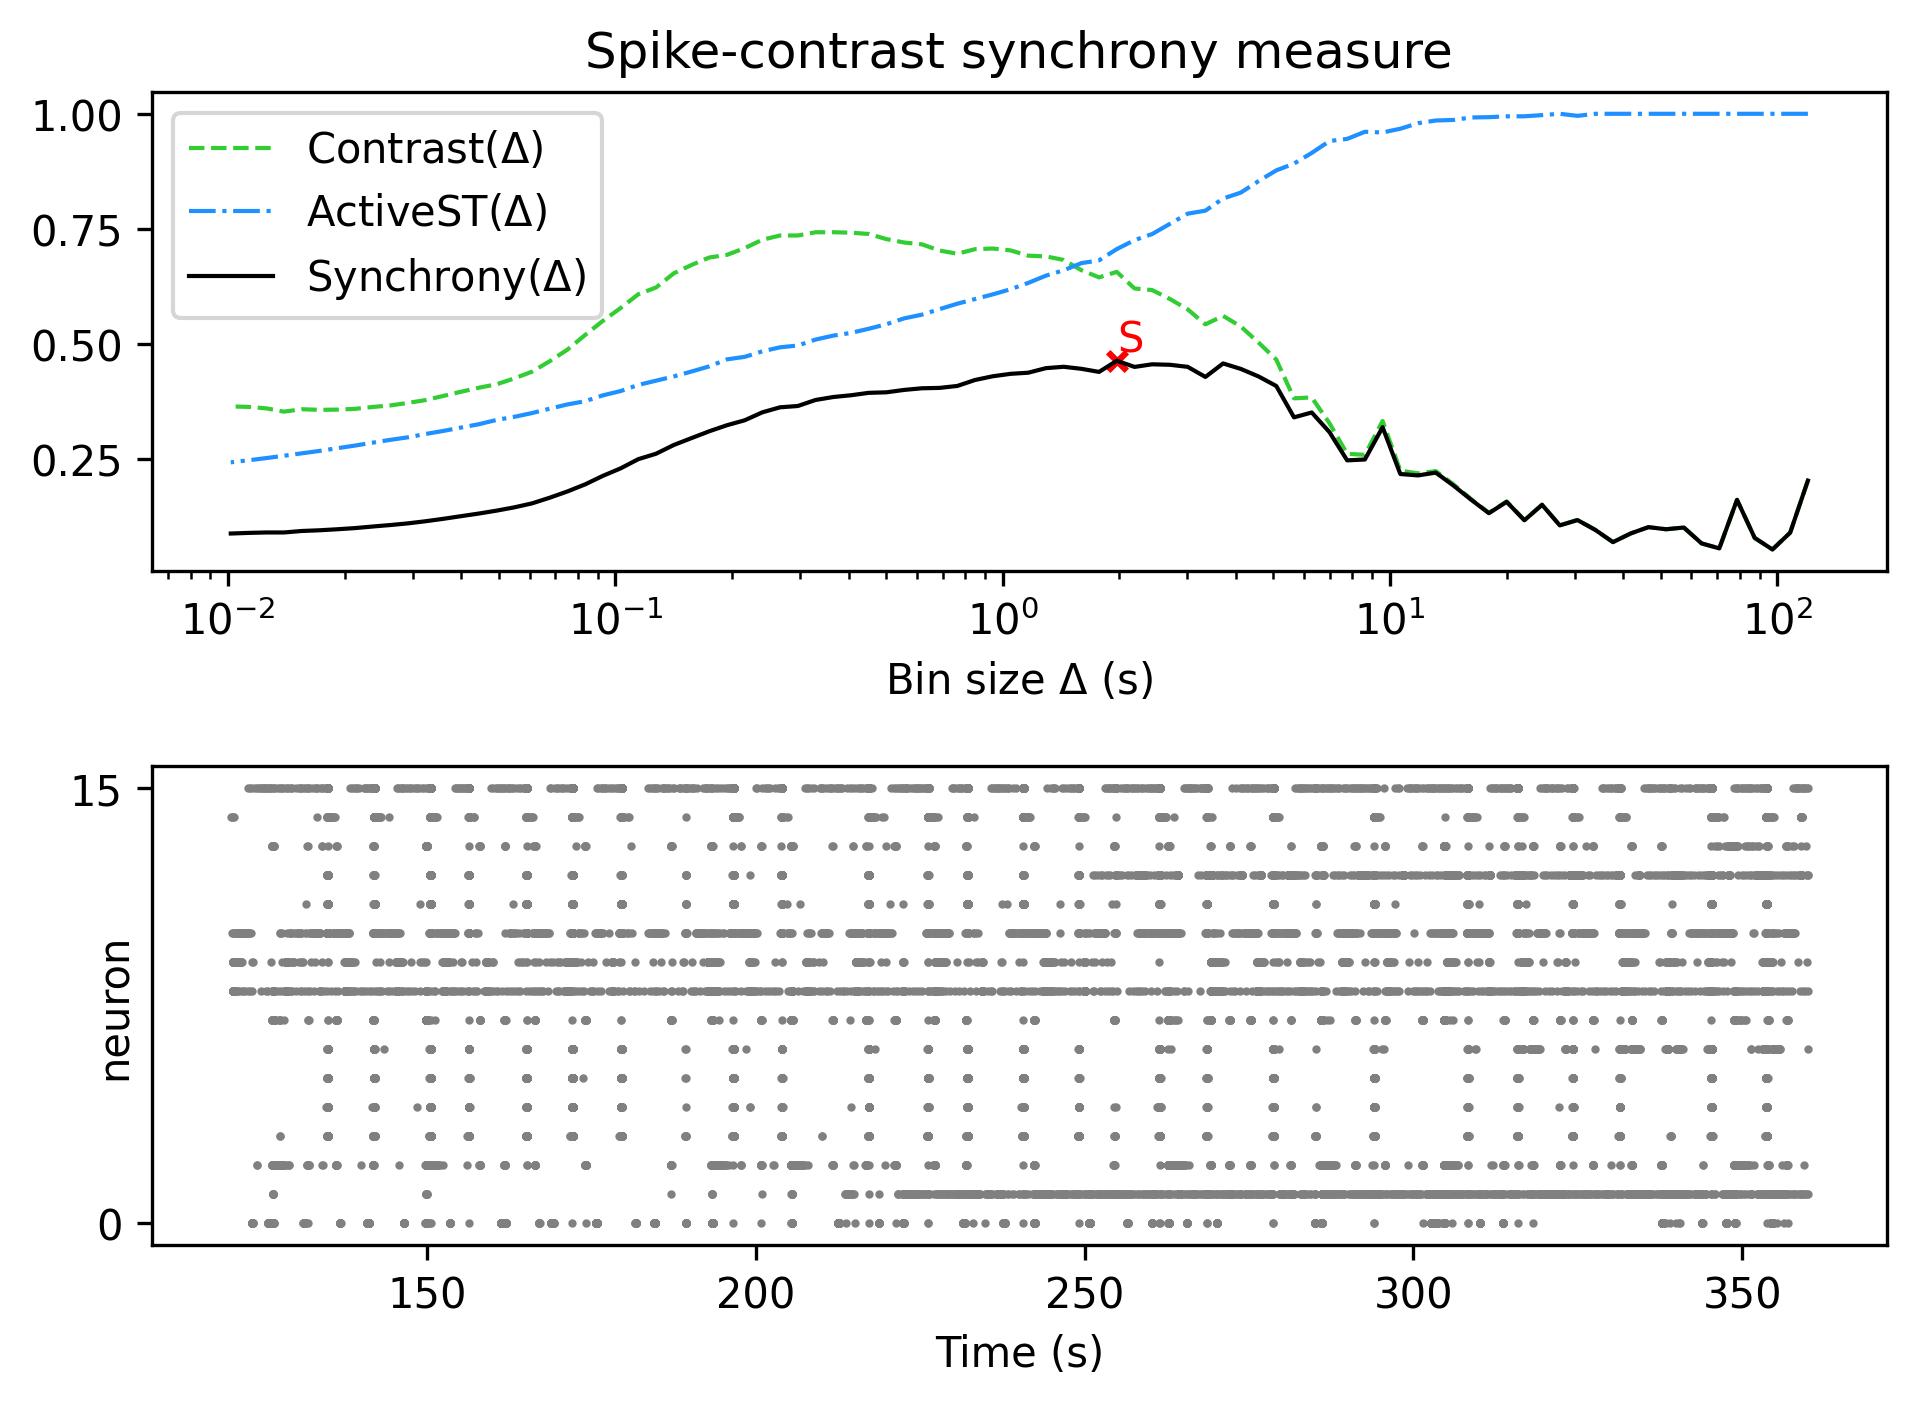 Spike-contrast synchrony measure
1.00
0.75
0.50
0.25
Contrast(Δ)
ActiveST(Δ)
Synchrony(Δ)
S
10⁻² 10⁻¹ 10⁰ 10¹ 10²
Bin size Δ (s)
15
0
neuron
150 200 250 300 350
Time (s)